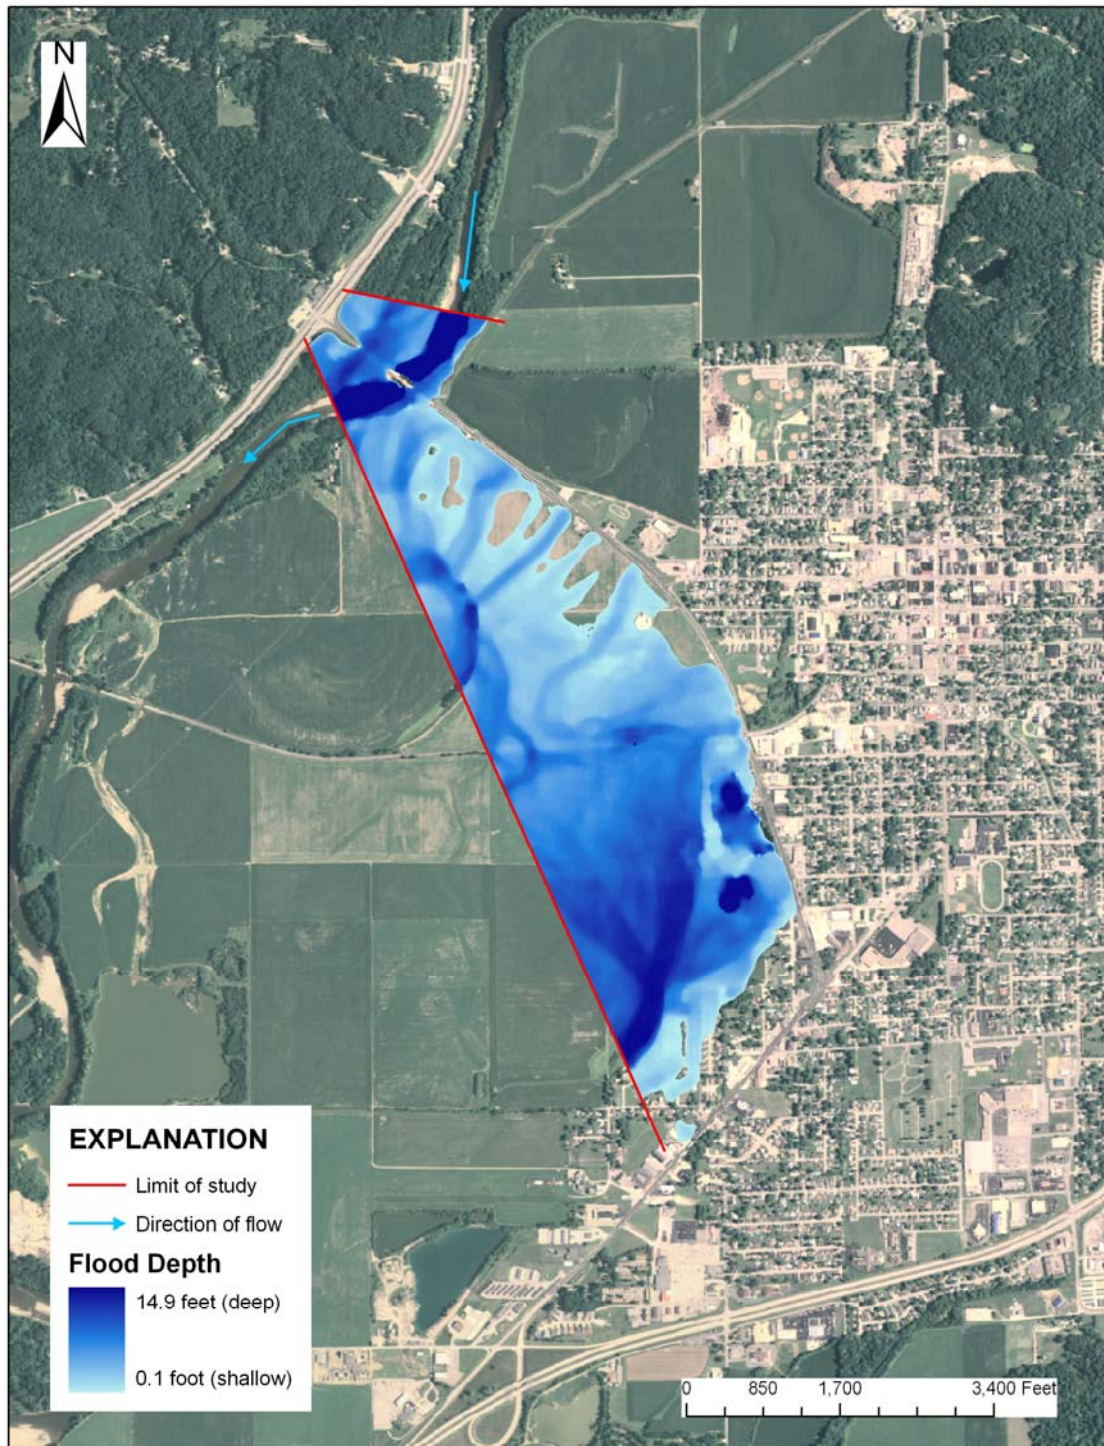 N
EXPLANATION
Limit of study
Direction of flow
Flood Depth
14.9 feet (deep)
0.1 foot (shallow)
0 850 1,700 3,400 Feet